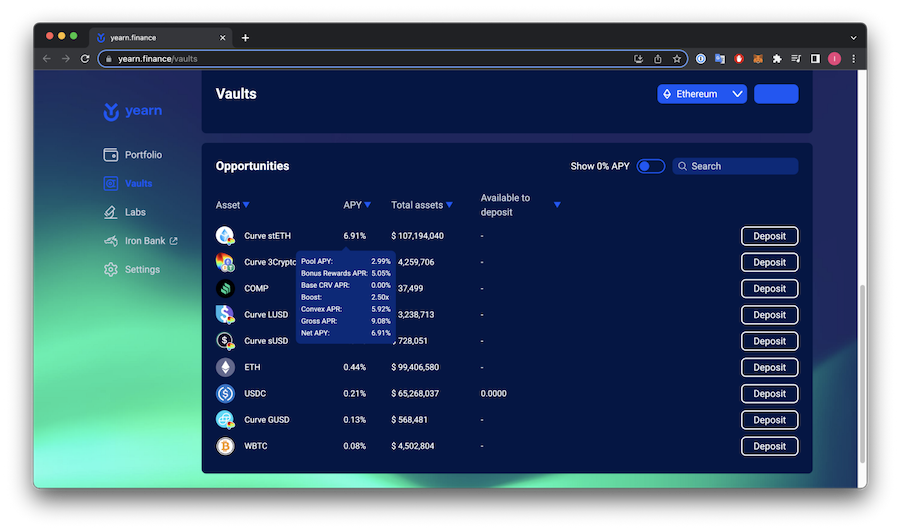 yearn.finance
yearn.finance/vaults
yearn
Portfolio
Vaults
Labs
Iron Bank
Settings
Vaults
Ethereum
Opportunities
Show 0% APY
Search
Asset APY Total assets Available to deposit
Curve stETH 6.91% $ 107,194,040 - Deposit
Curve 3Crypto 4,259,706 - Deposit
COMP 37,499 - Deposit
Curve LUSD 3,238,713 - Deposit
Curve sUSD 728,051 - Deposit
ETH 0.44% $ 99,406,580 - Deposit
USDC 0.21% $ 65,268,037 0.0000 Deposit
Curve GUSD 0.13% $ 568,481 - Deposit
WBTC 0.08% $ 4,502,804 - Deposit
Pool APY: 2.99%
Bonus Rewards APR: 5.05%
Base CRV APR: 0.00%
Boost: 2.50x
Convex APR: 5.92%
Gross APR: 9.08%
Net APY: 6.91%